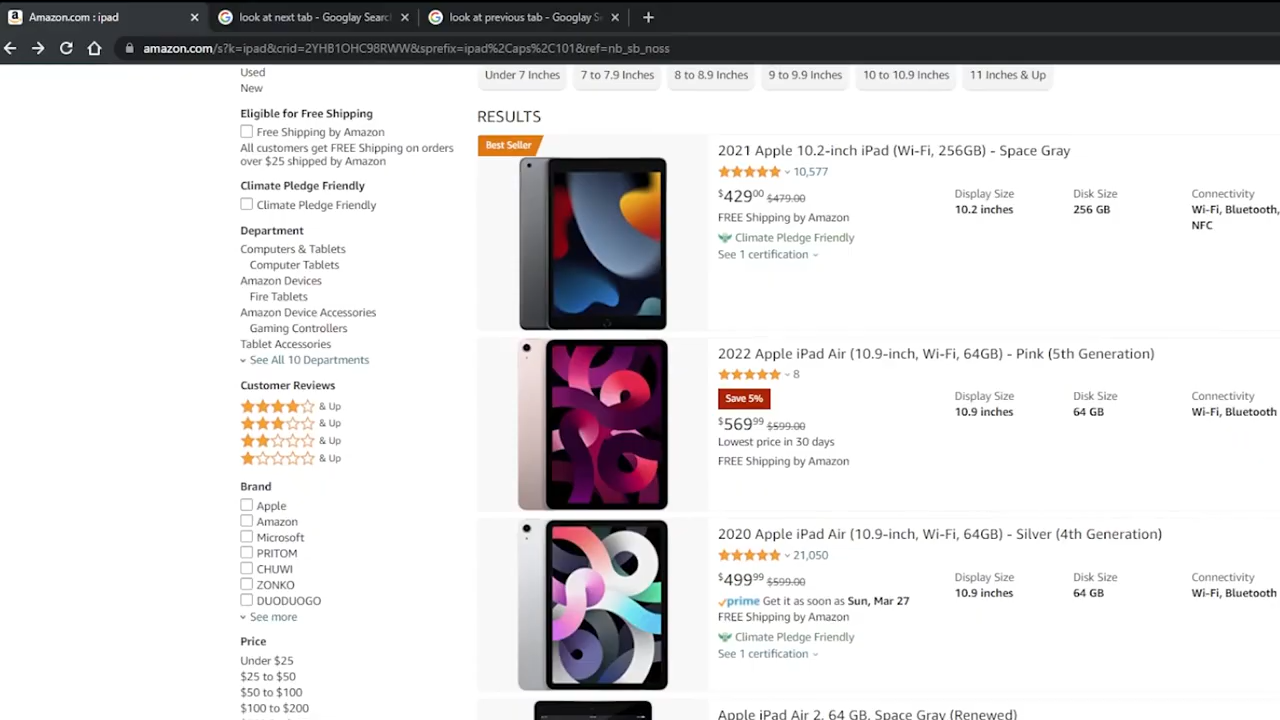 Amazon.com : ipad
look at next tab - Googlay Searc
look at previous tab - Googlay S
amazon.com/s?k=ipad&crid=2YHB1OHC98RWW&sprefix=ipad%2Caps%2C101&ref=nb_sb_noss
Used
New
Eligible for Free Shipping
Free Shipping by Amazon
All customers get FREE Shipping on orders
over $25 shipped by Amazon
Climate Pledge Friendly
Climate Pledge Friendly
Department
Computers & Tablets
Computer Tablets
Amazon Devices
Fire Tablets
Amazon Device Accessories
Gaming Controllers
Tablet Accessories
See All 10 Departments
Customer Reviews
& Up
& Up
& Up
& Up
Brand
Apple
Amazon
Microsoft
PRITOM
CHUWI
ZONKO
DUODUOGO
See more
Price
Under $25
$25 to $50
$50 to $100
$100 to $200
Under 7 Inches
7 to 7.9 Inches
8 to 8.9 Inches
9 to 9.9 Inches
10 to 10.9 Inches
11 Inches & Up
RESULTS
Best Seller
2021 Apple 10.2-inch iPad (Wi-Fi, 256GB) - Space Gray
10,577
$42900 $479.00
FREE Shipping by Amazon
Climate Pledge Friendly
See 1 certification
Display Size
10.2 inches
Disk Size
256 GB
Connectivity
Wi-Fi, Bluetooth,
NFC
2022 Apple iPad Air (10.9-inch, Wi-Fi, 64GB) - Pink (5th Generation)
8
Save 5%
$56999 $599.00
Lowest price in 30 days
FREE Shipping by Amazon
Display Size
10.9 inches
Disk Size
64 GB
Connectivity
Wi-Fi, Bluetooth
2020 Apple iPad Air (10.9-inch, Wi-Fi, 64GB) - Silver (4th Generation)
21,050
$49999 $599.00
prime Get it as soon as Sun, Mar 27
FREE Shipping by Amazon
Climate Pledge Friendly
See 1 certification
Display Size
10.9 inches
Disk Size
64 GB
Connectivity
Wi-Fi, Bluetooth
Apple iPad Air 2, 64 GB, Space Gray (Renewed)